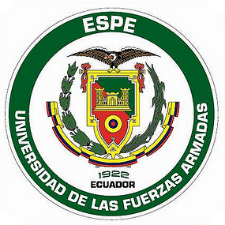 ESPE
1922
ECUADOR
UNIVERSIDAD DE LAS FUERZAS ARMADAS